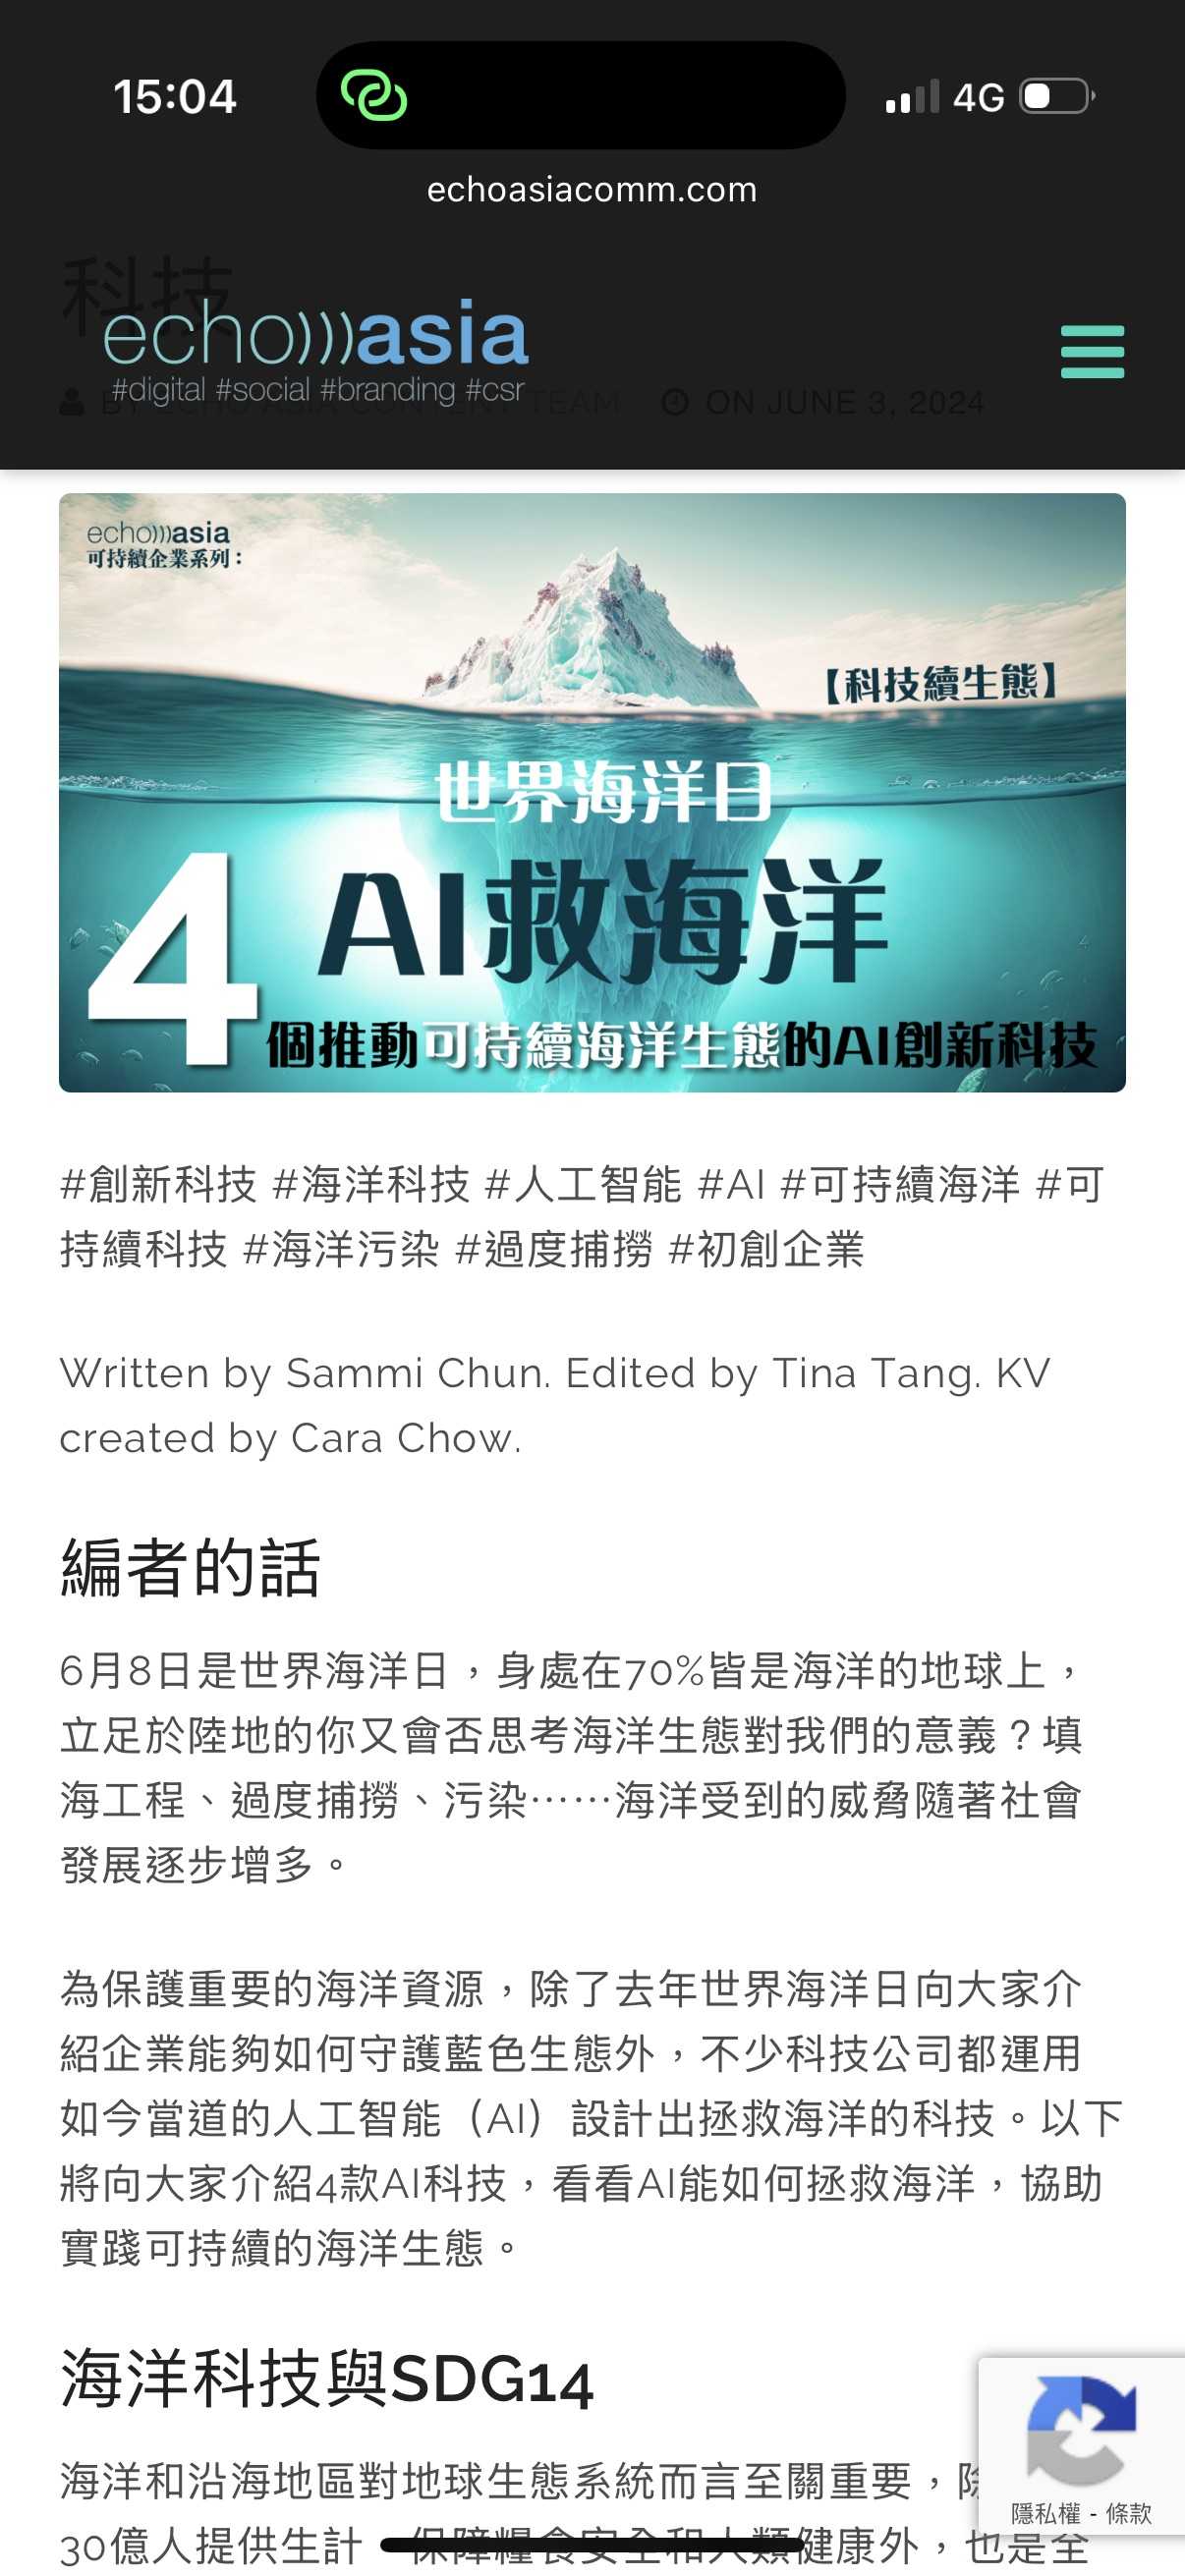 15:04
4G
echoasiacomm.com
科技
echo)))asia
#digital #social #branding #csr
BY ECHO ASIA CONTENT TEAM ON JUNE 3, 2024
echo)))asia
可持續企業系列：
【科技續生態】
世界海洋日
4 AI救海洋
個推動可持續海洋生態的AI創新科技
#創新科技 #海洋科技 #人工智能 #AI #可持續海洋 #可
持續科技 #海洋污染 #過度捕撈 #初創企業
Written by Sammi Chun. Edited by Tina Tang. KV
created by Cara Chow.
編者的話
6月8日是世界海洋日，身處在70%皆是海洋的地球上，
立足於陸地的你又會否思考海洋生態對我們的意義？填
海工程、過度捕撈、污染……海洋受到的威脅隨著社會
發展逐步增多。
為保護重要的海洋資源，除了去年世界海洋日向大家介
紹企業能夠如何守護藍色生態外，不少科技公司都運用
如今當道的人工智能（AI）設計出拯救海洋的科技。以下
將向大家介紹4款AI科技，看看AI能如何拯救海洋，協助
實踐可持續的海洋生態。
海洋科技與SDG14
海洋和沿海地區對地球生態系統而言至關重要，除
隱私權 - 條款
30億人提供生計 保障糧食安全和人類健康外，也是全